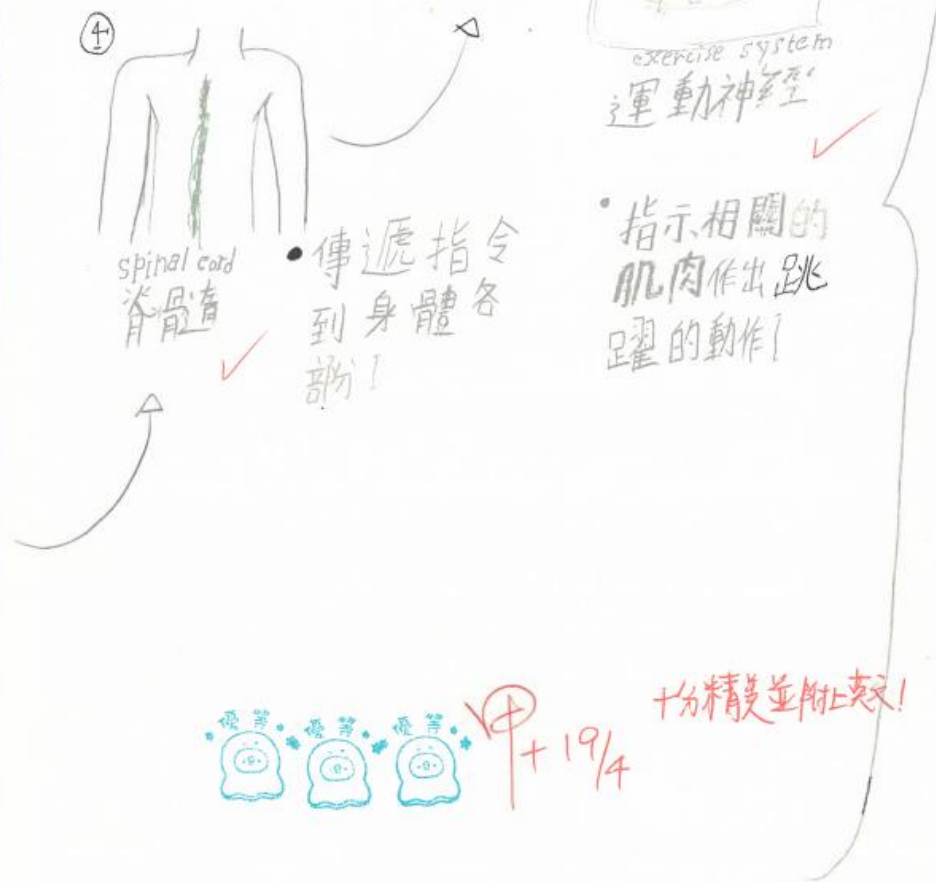 ④
spinal cord
脊髓
傳遞指令
到身體各
部份！
exercise system
運動神經
指示相關的
肌肉作出跳
躍的動作！
優等 優等 優等
甲+ 19/4
十分精美並附上英文！